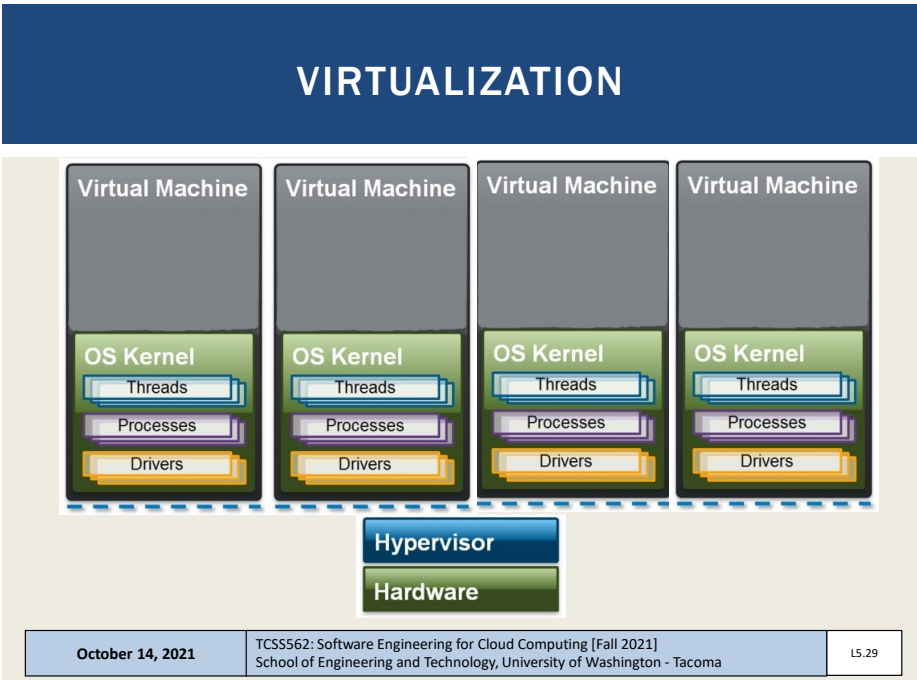 VIRTUALIZATION
Virtual Machine
OS Kernel
Threads
Processes
Drivers
Virtual Machine
OS Kernel
Threads
Processes
Drivers
Virtual Machine
OS Kernel
Threads
Processes
Drivers
Virtual Machine
OS Kernel
Threads
Processes
Drivers
Hypervisor
Hardware
October 14, 2021
TCSS562: Software Engineering for Cloud Computing [Fall 2021]
School of Engineering and Technology, University of Washington - Tacoma
L5.29